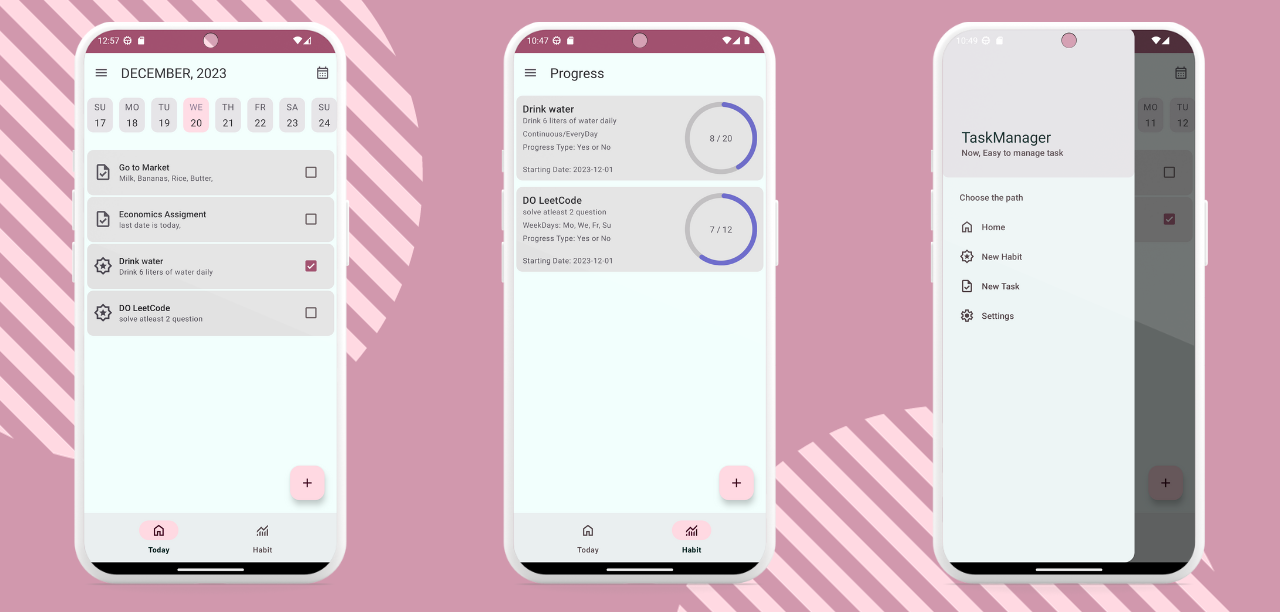 12:57
DECEMBER, 2023
SU MO TU WE TH FR SA SU
17 18 19 20 21 22 23 24
Go to Market
Milk, Bananas, Rice, Butter,
Economics Assigment
last date is today.
Drink water
Drink 6 liters of water daily
DO LeetCode
solve atleast 2 question
+
Today Habit
10:47
Progress
Drink water
Drink 6 liters of water daily
Continuous/EveryDay
Progress Type: Yes or No
Starting Date: 2023-12-01
8 / 20
DO LeetCode
solve atleast 2 question
WeekDays: Mo, We, Fr, Su
Progress Type: Yes or No
Starting Date: 2023-12-01
7 / 12
+
Today Habit
10:49
TaskManager
Now, Easy to manage task
Choose the path
Home
New Habit
New Task
Settings
MO TU
11 12
+